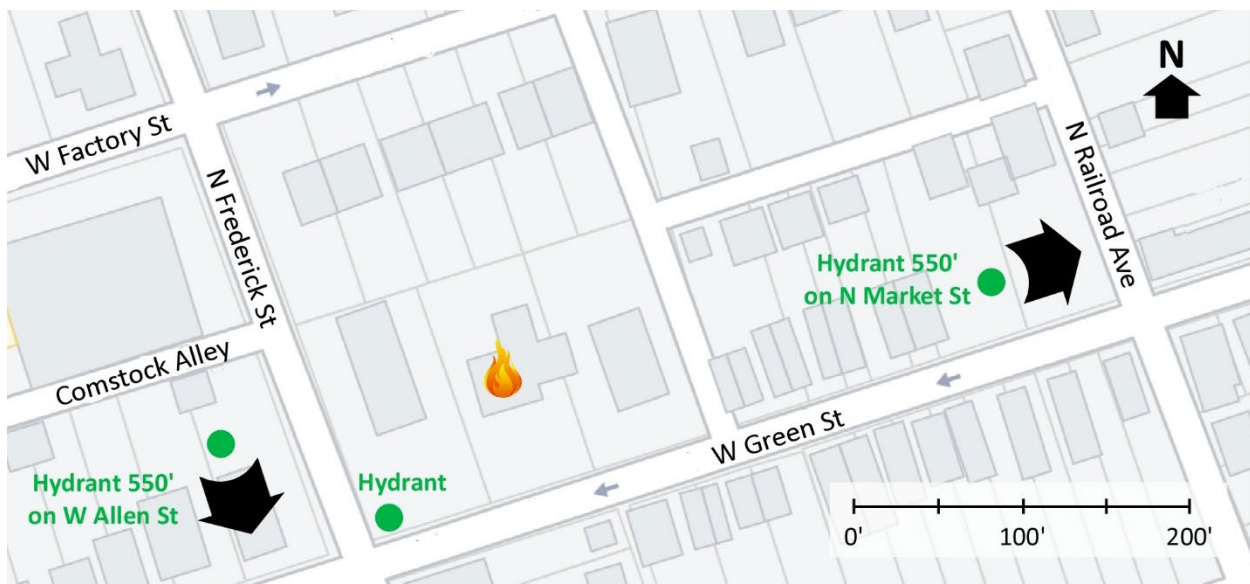 N
W Factory St
N Frederick St
N Railroad Ave
Hydrant 550'
on N Market St
Comstock Alley
W Green St
Hydrant 550'
on W Allen St
Hydrant
0' 100' 200'